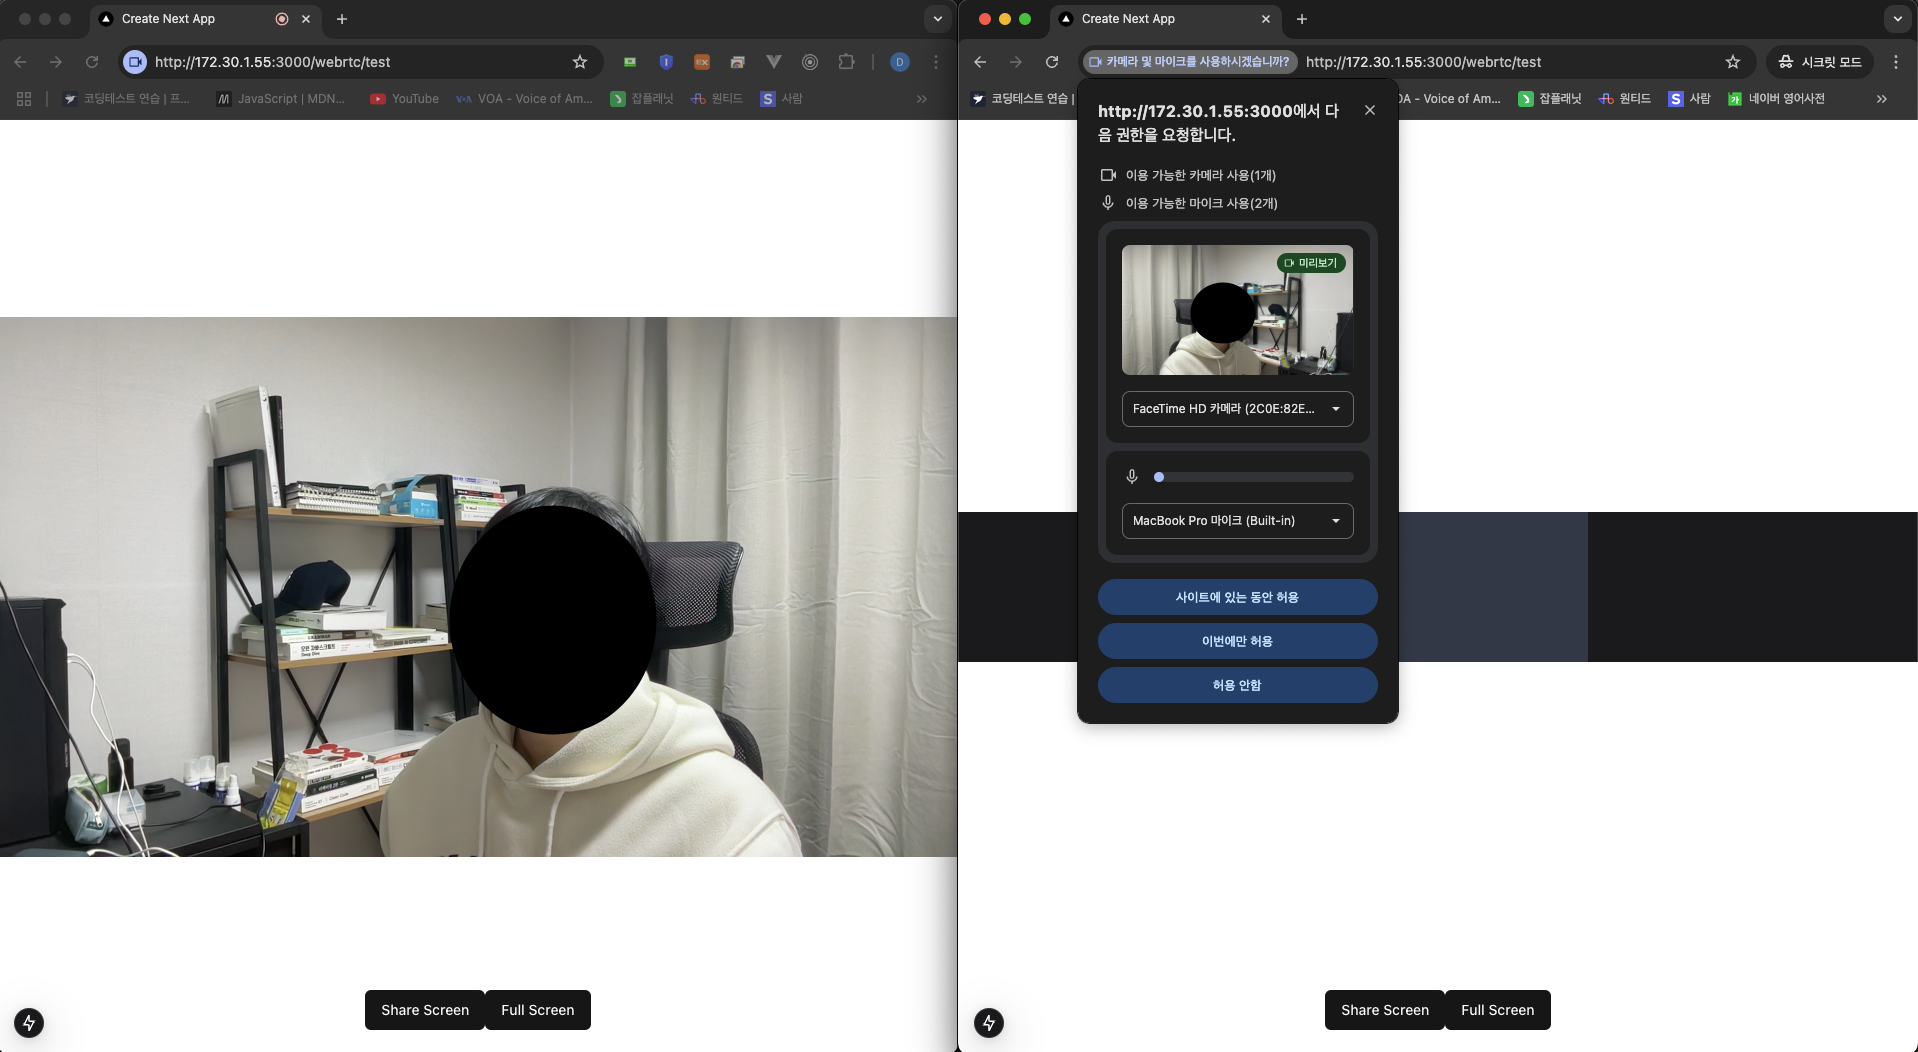 Create Next App
http://172.30.1.55:3000/webrtc/test
EX
D
코딩테스트 연습 | 프...
M JavaScript | MDN...
YouTube
VOA VOA - Voice of Am...
잡플래닛
원티드
S 사람
Share Screen
Full Screen
Create Next App
카메라 및 마이크를 사용하시겠습니까?
http://172.30.1.55:3000/webrtc/test
시크릿 모드
코딩테스트 연습 |
OA - Voice of Am...
잡플래닛
원티드
S 사람
네이버 영어사전
http://172.30.1.55:3000에서 다
음 권한을 요청합니다.
이용 가능한 카메라 사용(1개)
이용 가능한 마이크 사용(2개)
미리보기
FaceTime HD 카메라 (2C0E:82E...
MacBook Pro 마이크 (Built-in)
사이트에 있는 동안 허용
이번에만 허용
허용 안함
Share Screen
Full Screen